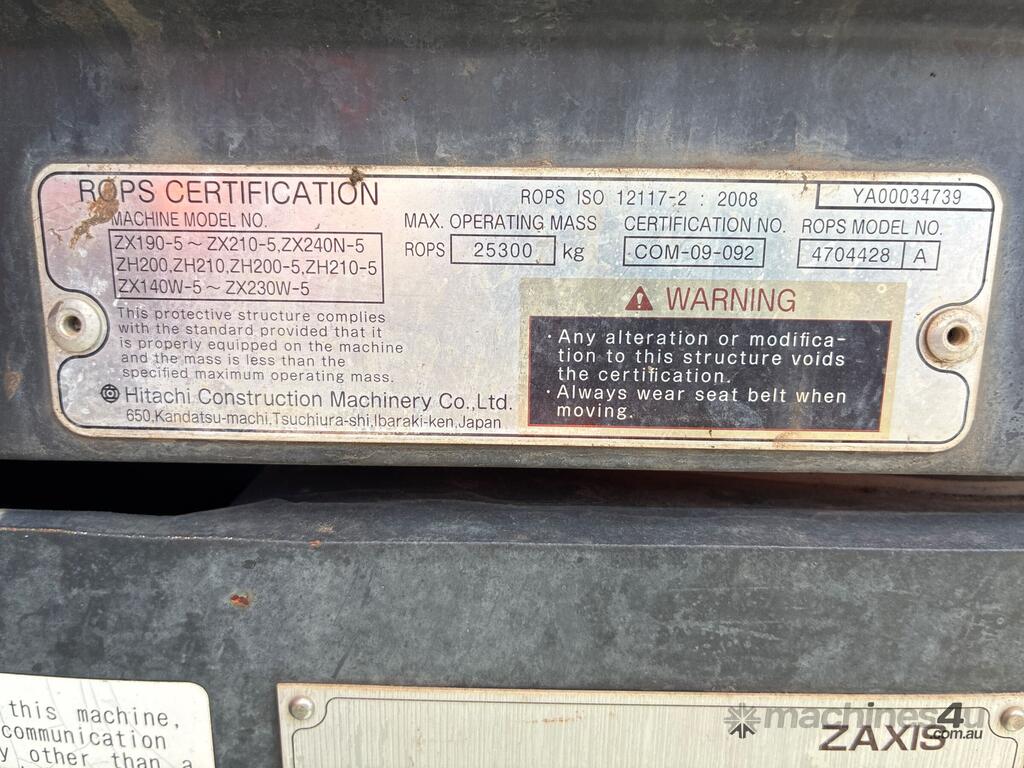 ROPS CERTIFICATION
ROPS ISO 12117-2 : 2008
YA00034739
MACHINE MODEL NO.
ZX190-5～ZX210-5,ZX240N-5
ZH200,ZH210,ZH200-5,ZH210-5
ZX140W-5～ZX230W-5
MAX. OPERATING MASS
ROPS 25300 kg
CERTIFICATION NO.
COM-09-092
ROPS MODEL NO.
4704428 A
This protective structure complies
with the standard provided that it
is properly equipped on the machine
and the mass is less than the
specified maximum operating mass.
Hitachi Construction Machinery Co.,Ltd.
650,Kandatsu-machi,Tsuchiura-shi,Ibaraki-ken,Japan
WARNING
・Any alteration or modifica-
tion to this structure voids
the certification.
・Always wear seat belt when
moving.
this machine,
communication
y other than a
ZAXIS
machines4u
.com.au